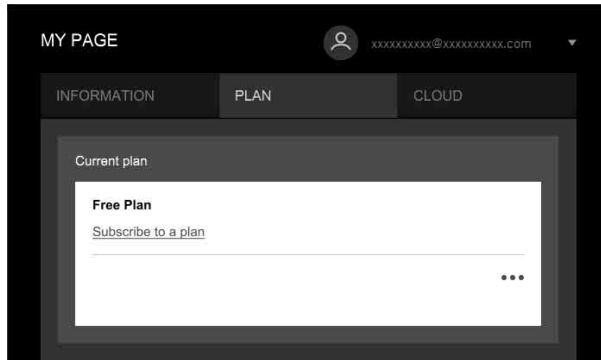 MY PAGE
xxxxxxxxxx@xxxxxxxxxx.com
INFORMATION PLAN CLOUD
Current plan
Free Plan
Subscribe to a plan